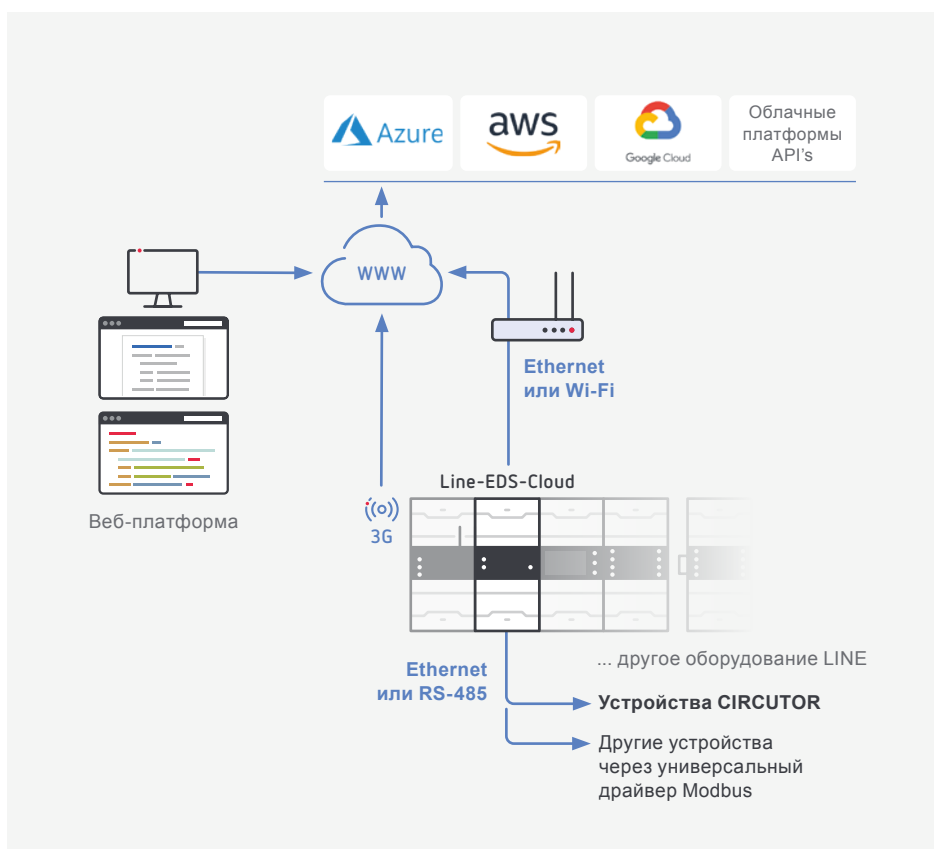 Azure
aws
Google Cloud
Облачные
платформы
API's
WWW
Ethernet
или Wi-Fi
Веб-платформа
Line-EDS-Cloud
3G
Ethernet
или RS-485
... другое оборудование LINE
Устройства CIRCUTOR
Другие устройства
через универсальный
драйвер Modbus